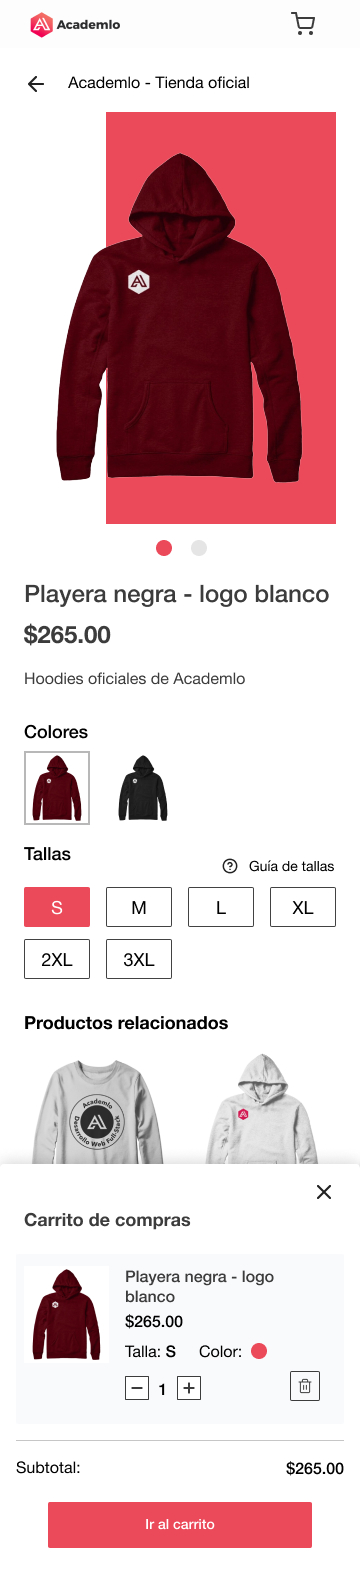 Academlo
Academlo - Tienda oficial
Playera negra - logo blanco
$265.00
Hoodies oficiales de Academlo
Colores
Tallas
Guía de tallas
S
M
L
XL
2XL
3XL
Productos relacionados
Academlo
Desarrollo Web Full-Stack
Carrito de compras
Playera negra - logo
blanco
$265.00
Talla: S Color:
1
Subtotal: $265.00
Ir al carrito